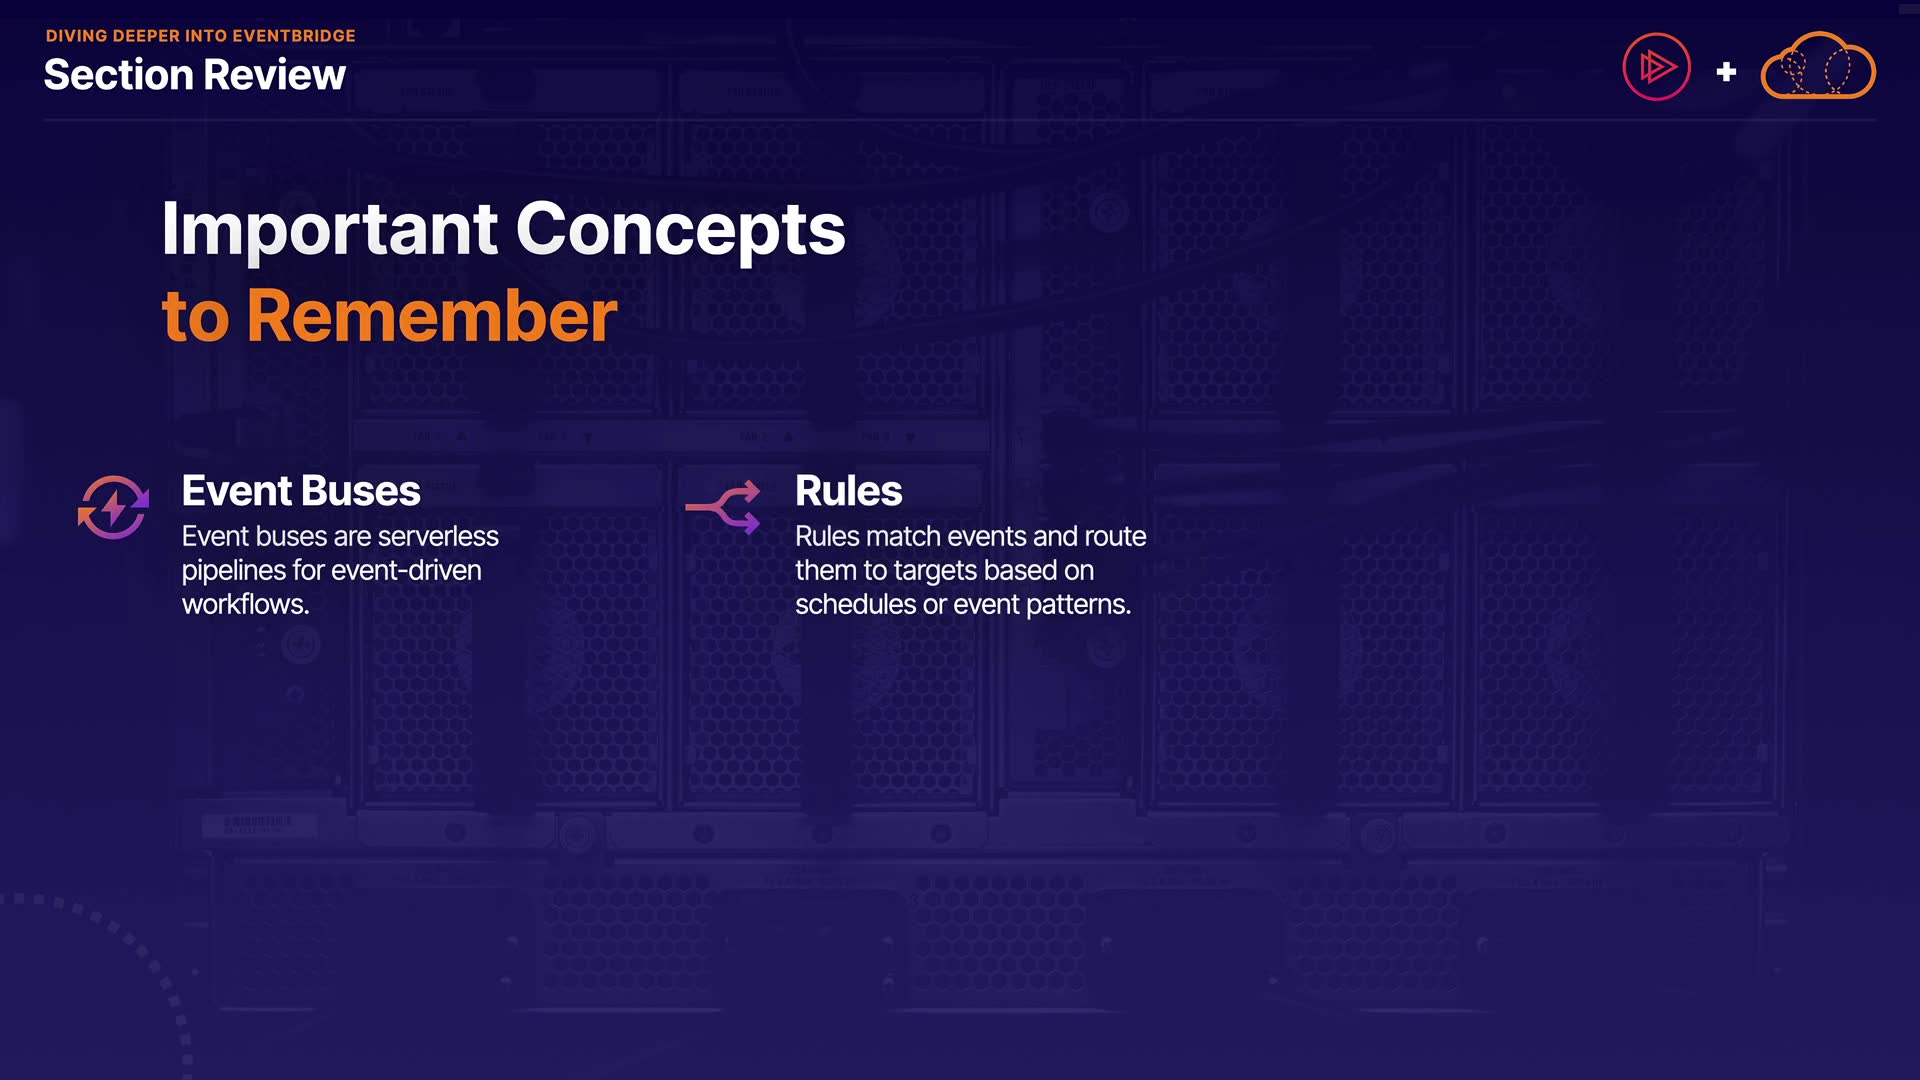 DIVING DEEPER INTO EVENTBRIDGE
Section Review
Important Concepts
to Remember
Event Buses
Event buses are serverless
pipelines for event-driven
workflows.
Rules
Rules match events and route
them to targets based on
schedules or event patterns.